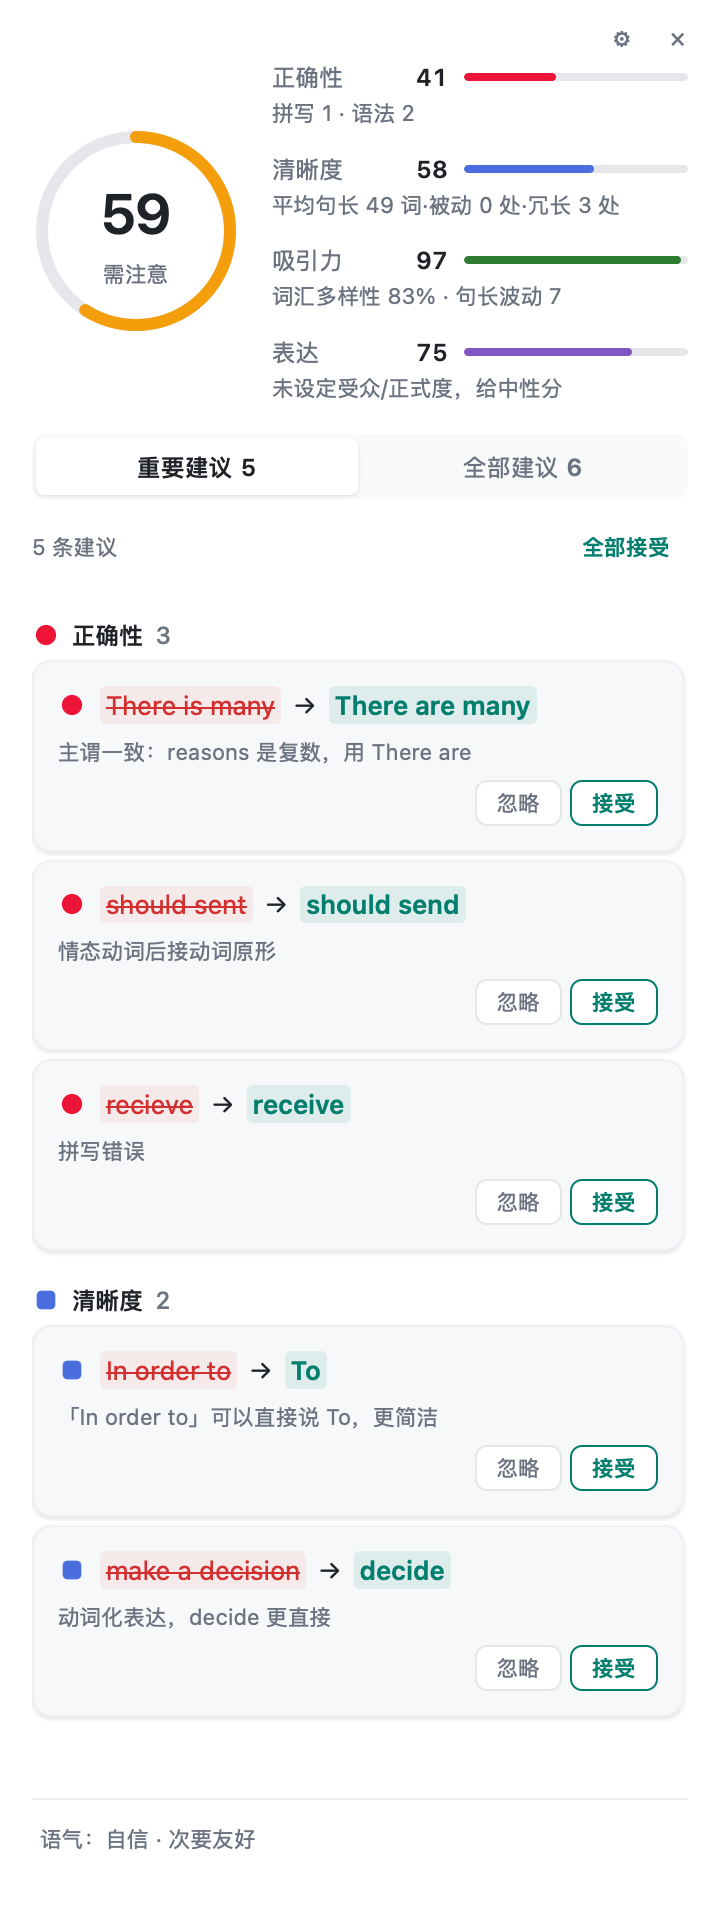 ⚙ ×
正确性 41
拼写 1 · 语法 2
清晰度 58
平均句长 49 词·被动 0 处·冗长 3 处
吸引力 97
词汇多样性 83% · 句长波动 7
表达 75
未设定受众/正式度，给中性分
59
需注意
重要建议 5 全部建议 6
5 条建议 全部接受
正确性 3
There is many → There are many
主谓一致：reasons 是复数，用 There are
忽略 接受
should sent → should send
情态动词后接动词原形
忽略 接受
recieve → receive
拼写错误
忽略 接受
清晰度 2
In order to → To
「In order to」可以直接说 To，更简洁
忽略 接受
make a decision → decide
动词化表达，decide 更直接
忽略 接受
语气：自信 · 次要友好